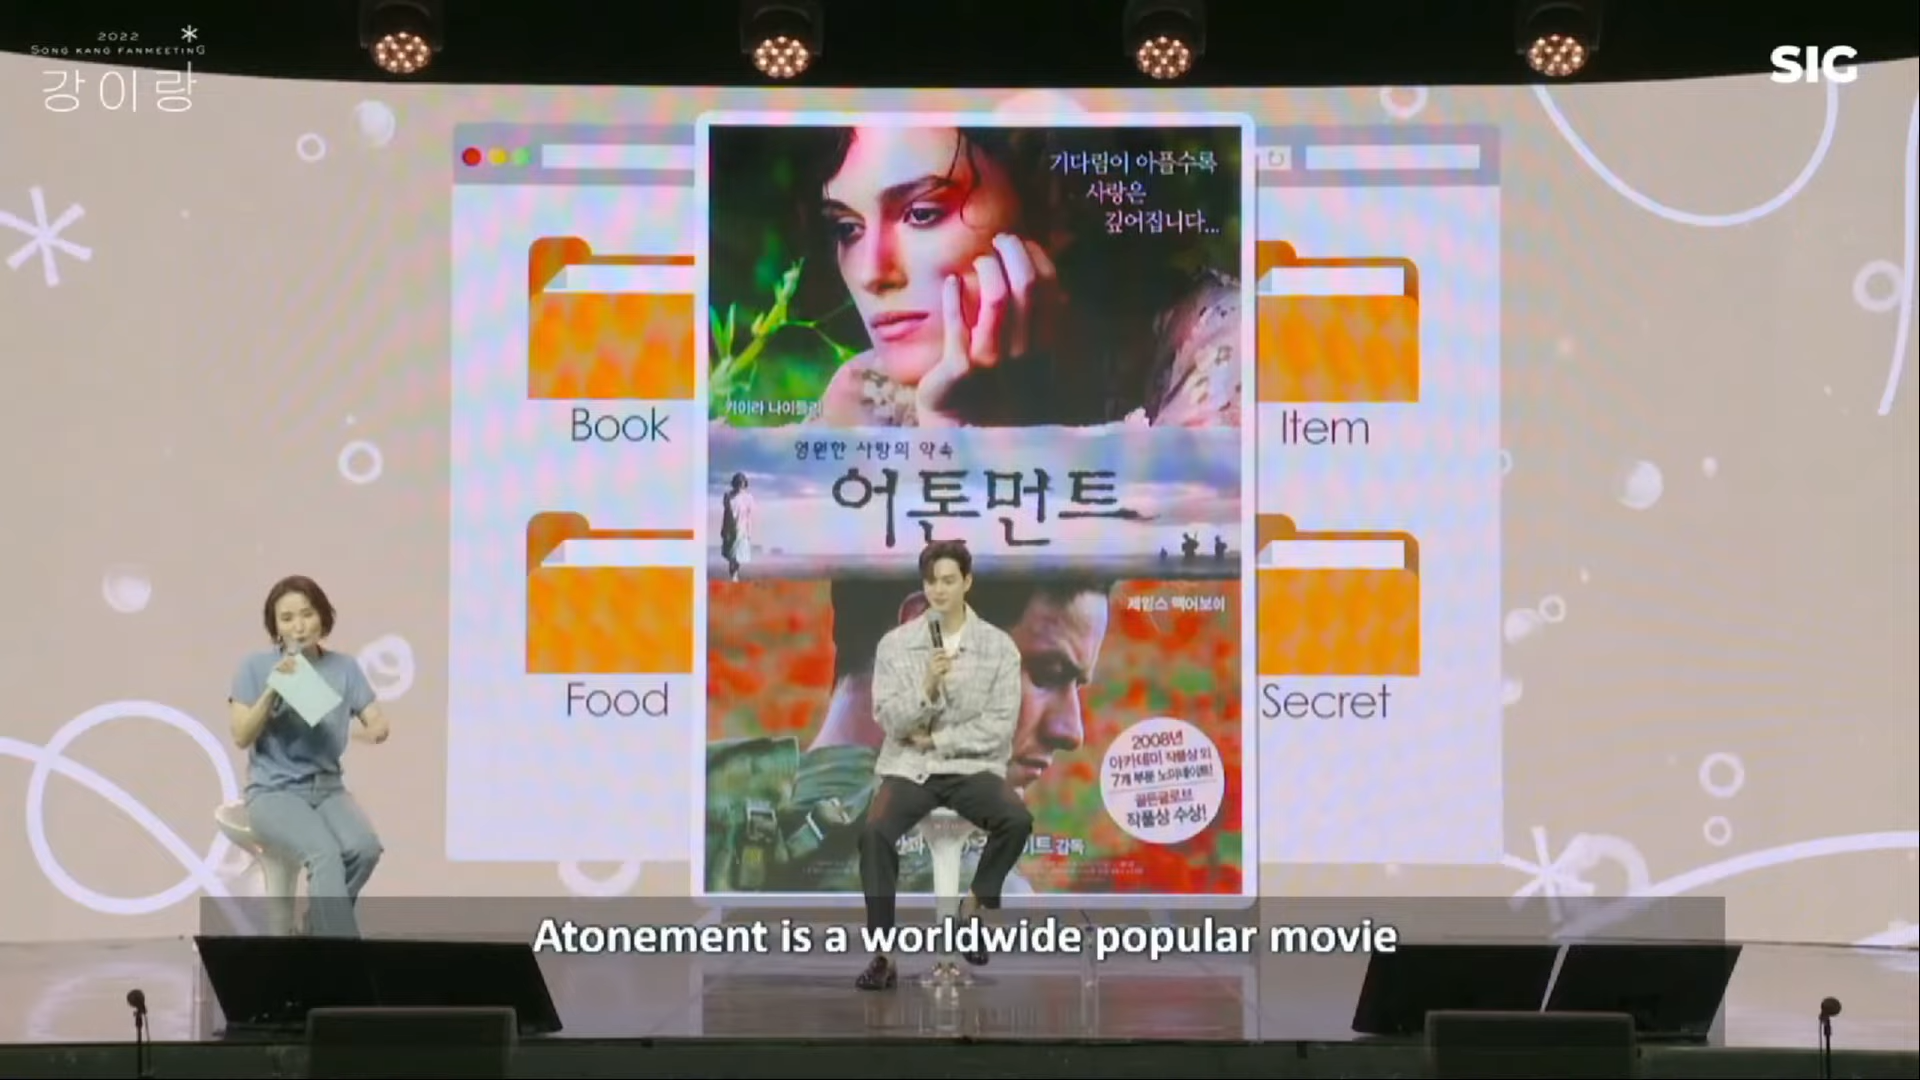 2022
SONG KANG FANMEETING
강이랑
SIG
기다림이 아플수록
사랑은
깊어집니다...
키이라 나이틀리
영원한 사랑의 약속
어톤먼트
제임스 맥어보이
2008년
아카데미 작품상 외
7개 부문 노미네이트!
골든글로브
작품상 수상!
이트 감독
Book
Item
Food
Secret
Atonement is a worldwide popular movie